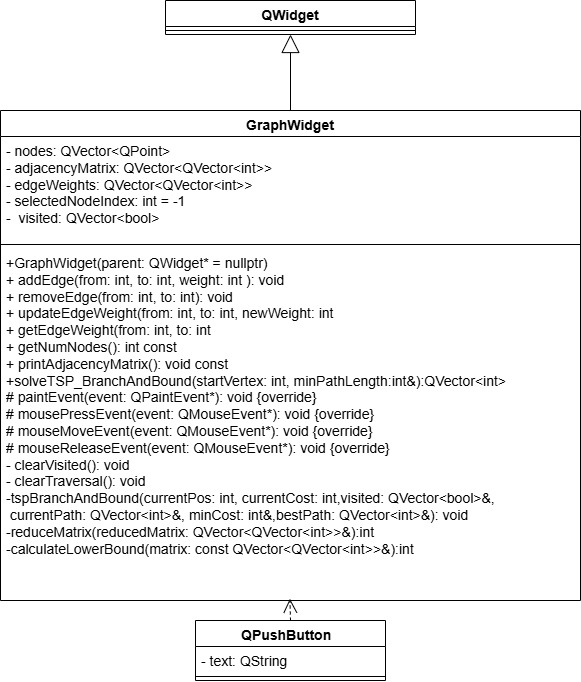 QWidget
GraphWidget
- nodes: QVector<QPoint>
- adjacencyMatrix: QVector<QVector<int>>
- edgeWeights: QVector<QVector<int>>
- selectedNodeIndex: int = -1
-  visited: QVector<bool>
+GraphWidget(parent: QWidget* = nullptr)
+ addEdge(from: int, to: int, weight: int ): void
+ removeEdge(from: int, to: int): void
+ updateEdgeWeight(from: int, to: int, newWeight: int
+ getEdgeWeight(from: int, to: int
+ getNumNodes(): int const
+ printAdjacencyMatrix(): void const
+solveTSP_BranchAndBound(startVertex: int, minPathLength:int&):QVector<int>
# paintEvent(event: QPaintEvent*): void {override}
# mousePressEvent(event: QMouseEvent*): void {override}
# mouseMoveEvent(event: QMouseEvent*): void {override}
# mouseReleaseEvent(event: QMouseEvent*): void {override}
- clearVisited(): void
- clearTraversal(): void
-tspBranchAndBound(currentPos: int, currentCost: int,visited: QVector<bool>&,
currentPath: QVector<int>&, minCost: int&,bestPath: QVector<int>&): void
-reduceMatrix(reducedMatrix: QVector<QVector<int>>&):int
-calculateLowerBound(matrix: const QVector<QVector<int>>&):int
QPushButton
- text: QString